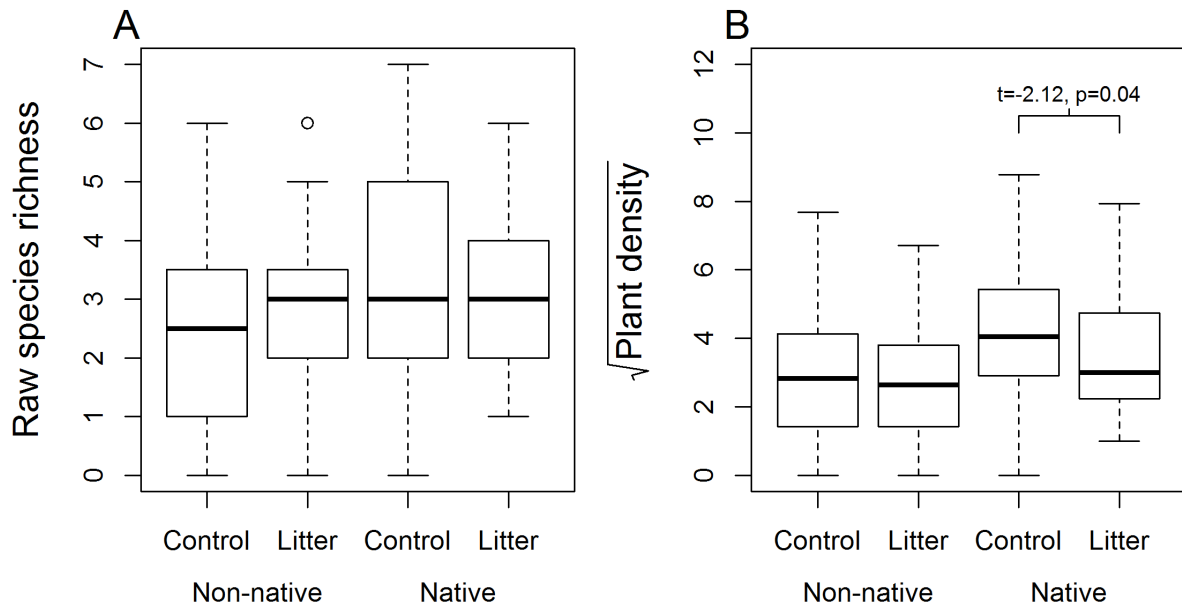 A
Raw species richness
7
6
5
4
3
2
1
0
Control Litter Control Litter
Non-native Native
B
√Plant density
12
10
8
6
4
2
0
t=-2.12, p=0.04
Control Litter Control Litter
Non-native Native